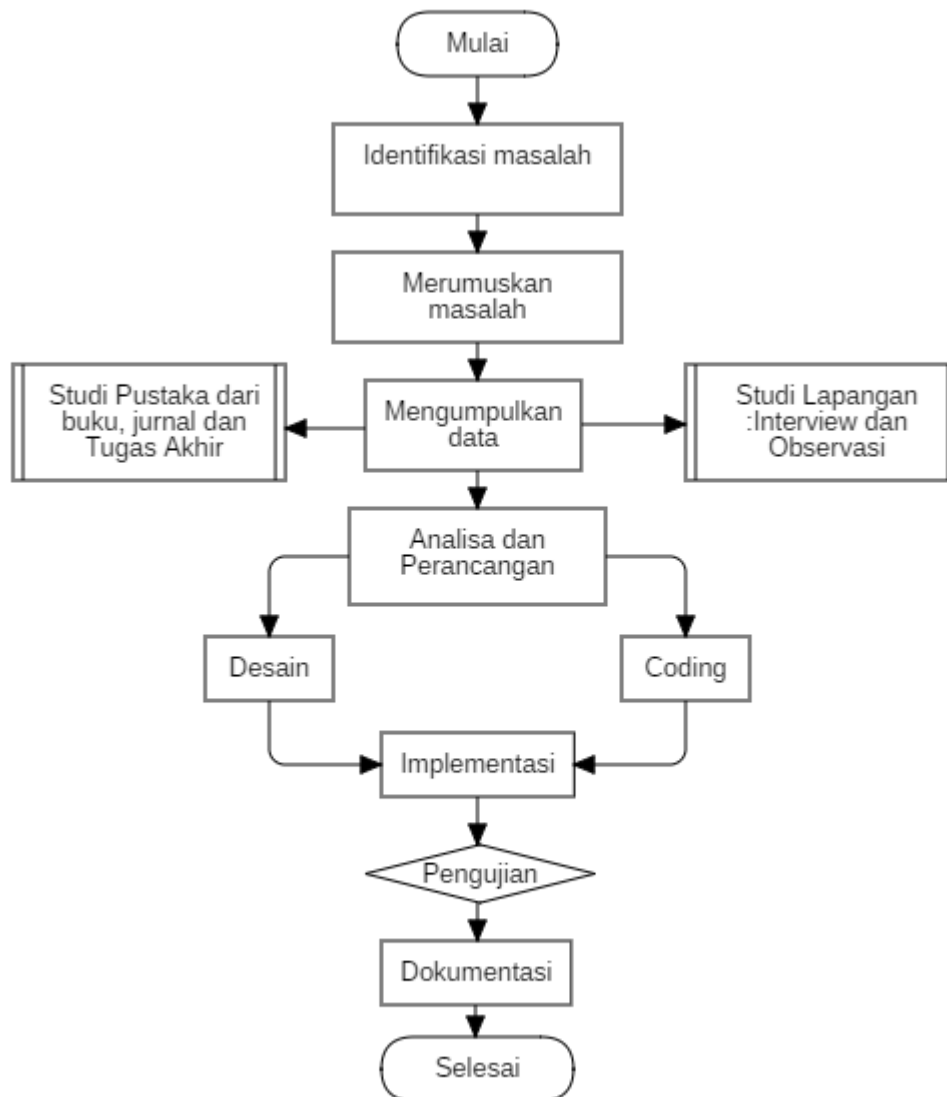 Mulai
Identifikasi masalah
Merumuskan
masalah
Studi Pustaka dari
buku, jurnal dan
Tugas Akhir
Mengumpulkan
data
Studi Lapangan
:Interview dan
Observasi
Analisa dan
Perancangan
Desain
Coding
Implementasi
Pengujian
Dokumentasi
Selesai